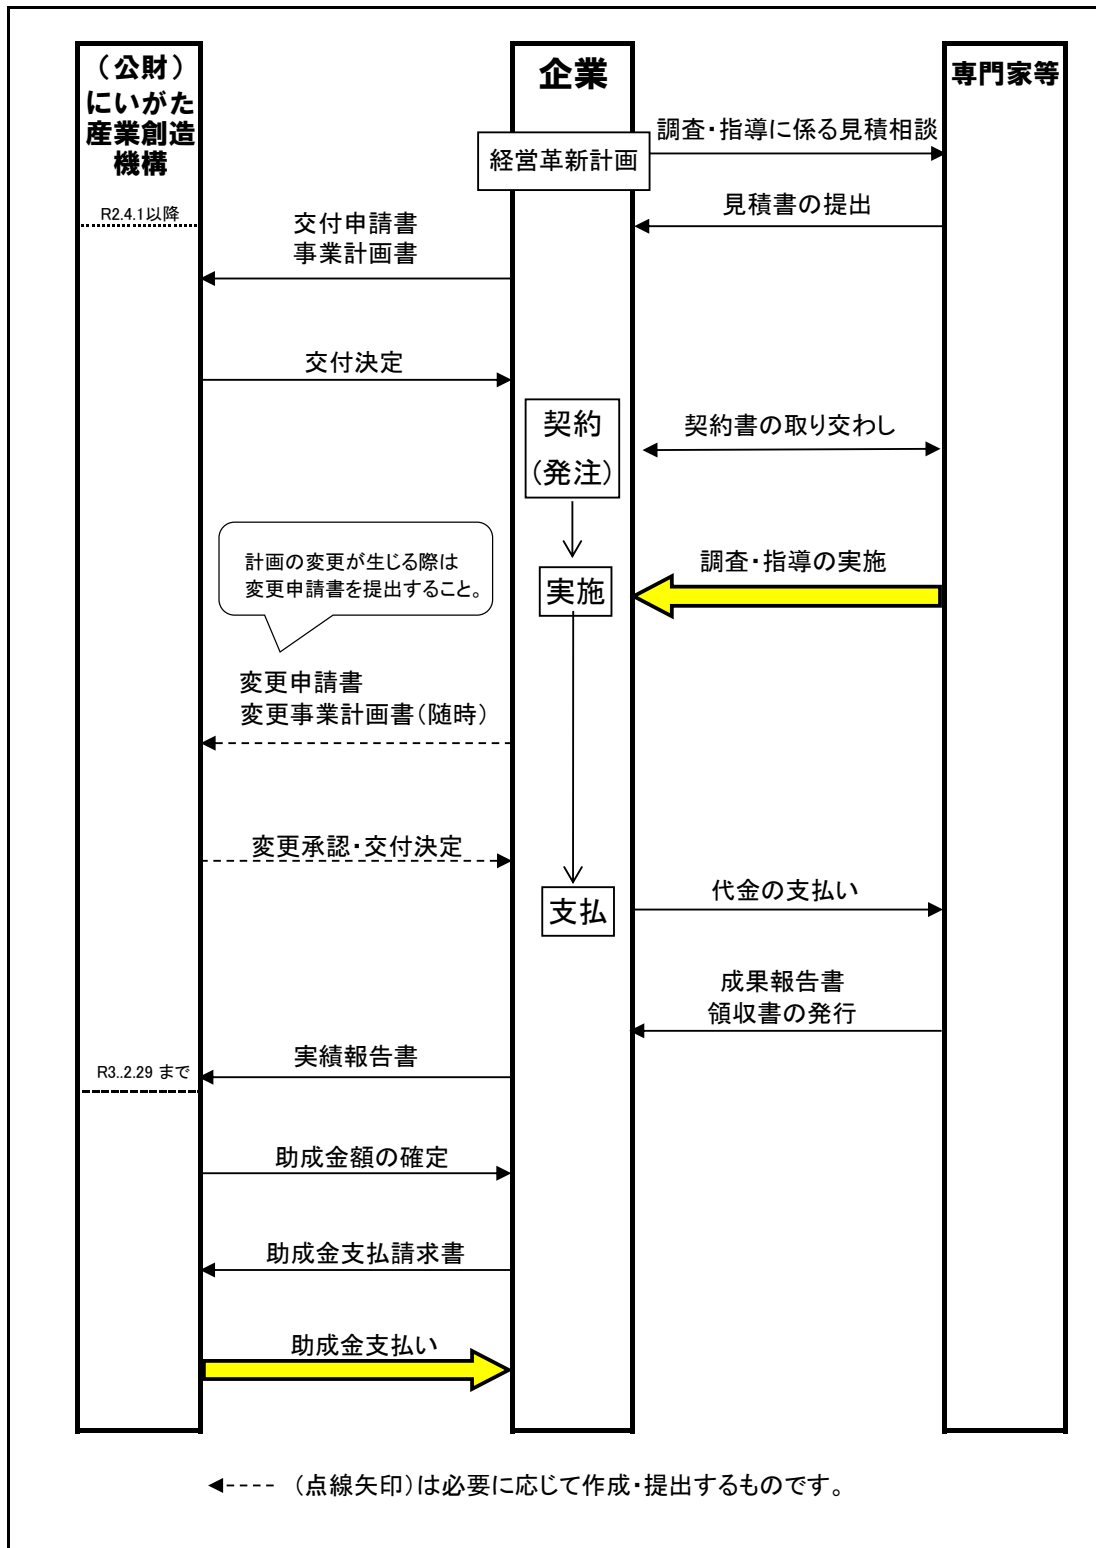 (公財)
にいがた
産業創造
機構
企業
専門家等
経営革新計画
調査・指導に係る見積相談
R2.4.1以降
見積書の提出
交付申請書
事業計画書
交付決定
契約
(発注)
契約書の取り交わし
計画の変更が生じる際は
変更申請書を提出すること。
実施
調査・指導の実施
変更申請書
変更事業計画書(随時)
変更承認・交付決定
支払
代金の支払い
成果報告書
領収書の発行
実績報告書
R3..2.29 まで
助成金額の確定
助成金支払請求書
助成金支払い
(点線矢印)は必要に応じて作成・提出するものです。